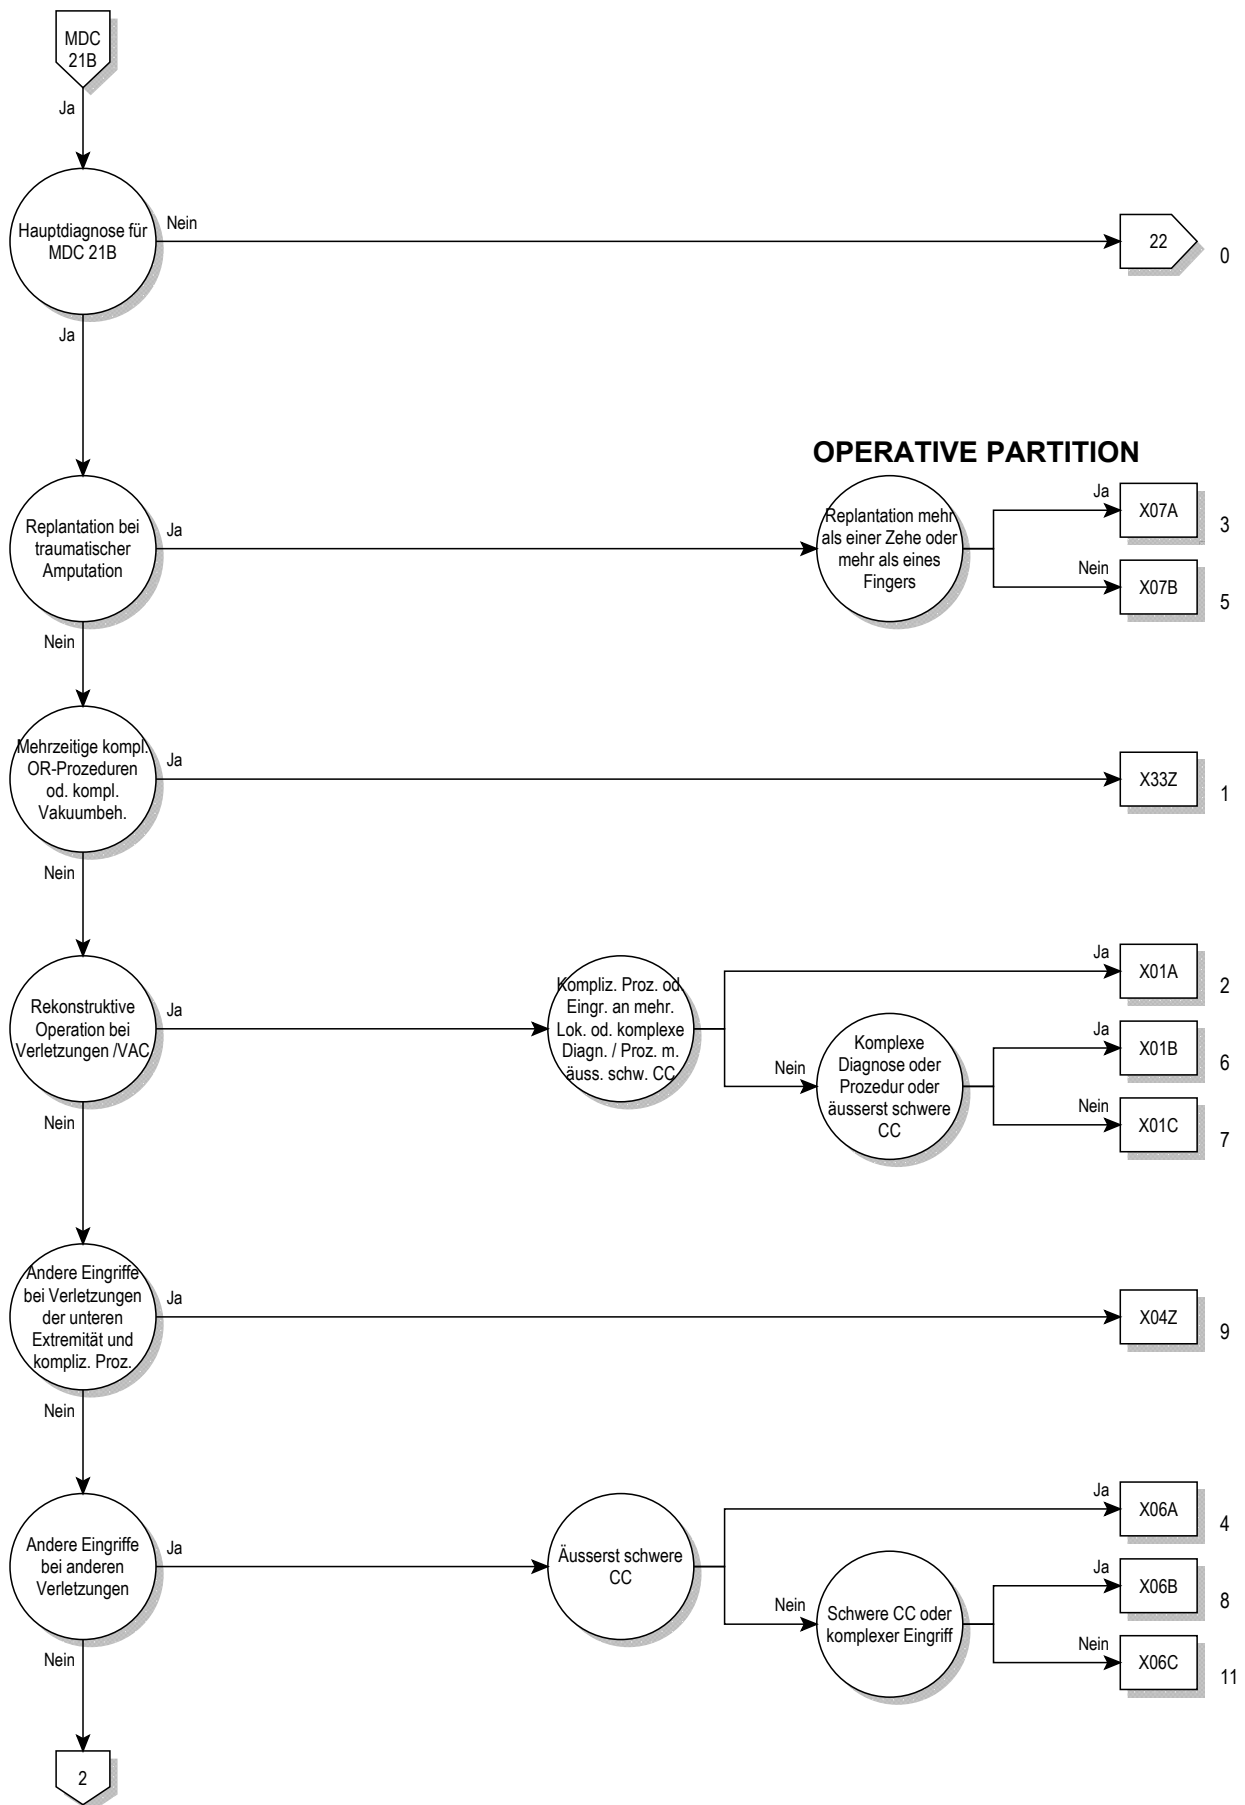 MDC
21B
Ja
Hauptdiagnose für
MDC 21B
Nein
22
0
Ja
OPERATIVE PARTITION
Replantation bei
traumatischer
Amputation
Ja
Replantation mehr
als einer Zehe oder
mehr als eines
Fingers
Ja
X07A
3
Nein
X07B
5
Nein
Mehrzeitige kompl.
OR-Prozeduren
od. kompl.
Vakuumbeh.
Ja
X33Z
1
Nein
Rekonstruktive
Operation bei
Verletzungen /VAC
Ja
Kompliz. Proz. od.
Eingr. an mehr.
Lok. od. komplexe
Diagn. / Proz. m.
äuss. schw. CC
Ja
X01A
2
Nein
Komplexe
Diagnose oder
Prozedur oder
äusserst schwere
CC
Ja
X01B
6
Nein
X01C
7
Nein
Andere Eingriffe
bei Verletzungen
der unteren
Extremität und
kompliz. Proz.
Ja
X04Z
9
Nein
Andere Eingriffe
bei anderen
Verletzungen
Ja
Äusserst schwere
CC
Ja
X06A
4
Nein
Schwere CC oder
komplexer Eingriff
Ja
X06B
8
Nein
X06C
11
Nein
2